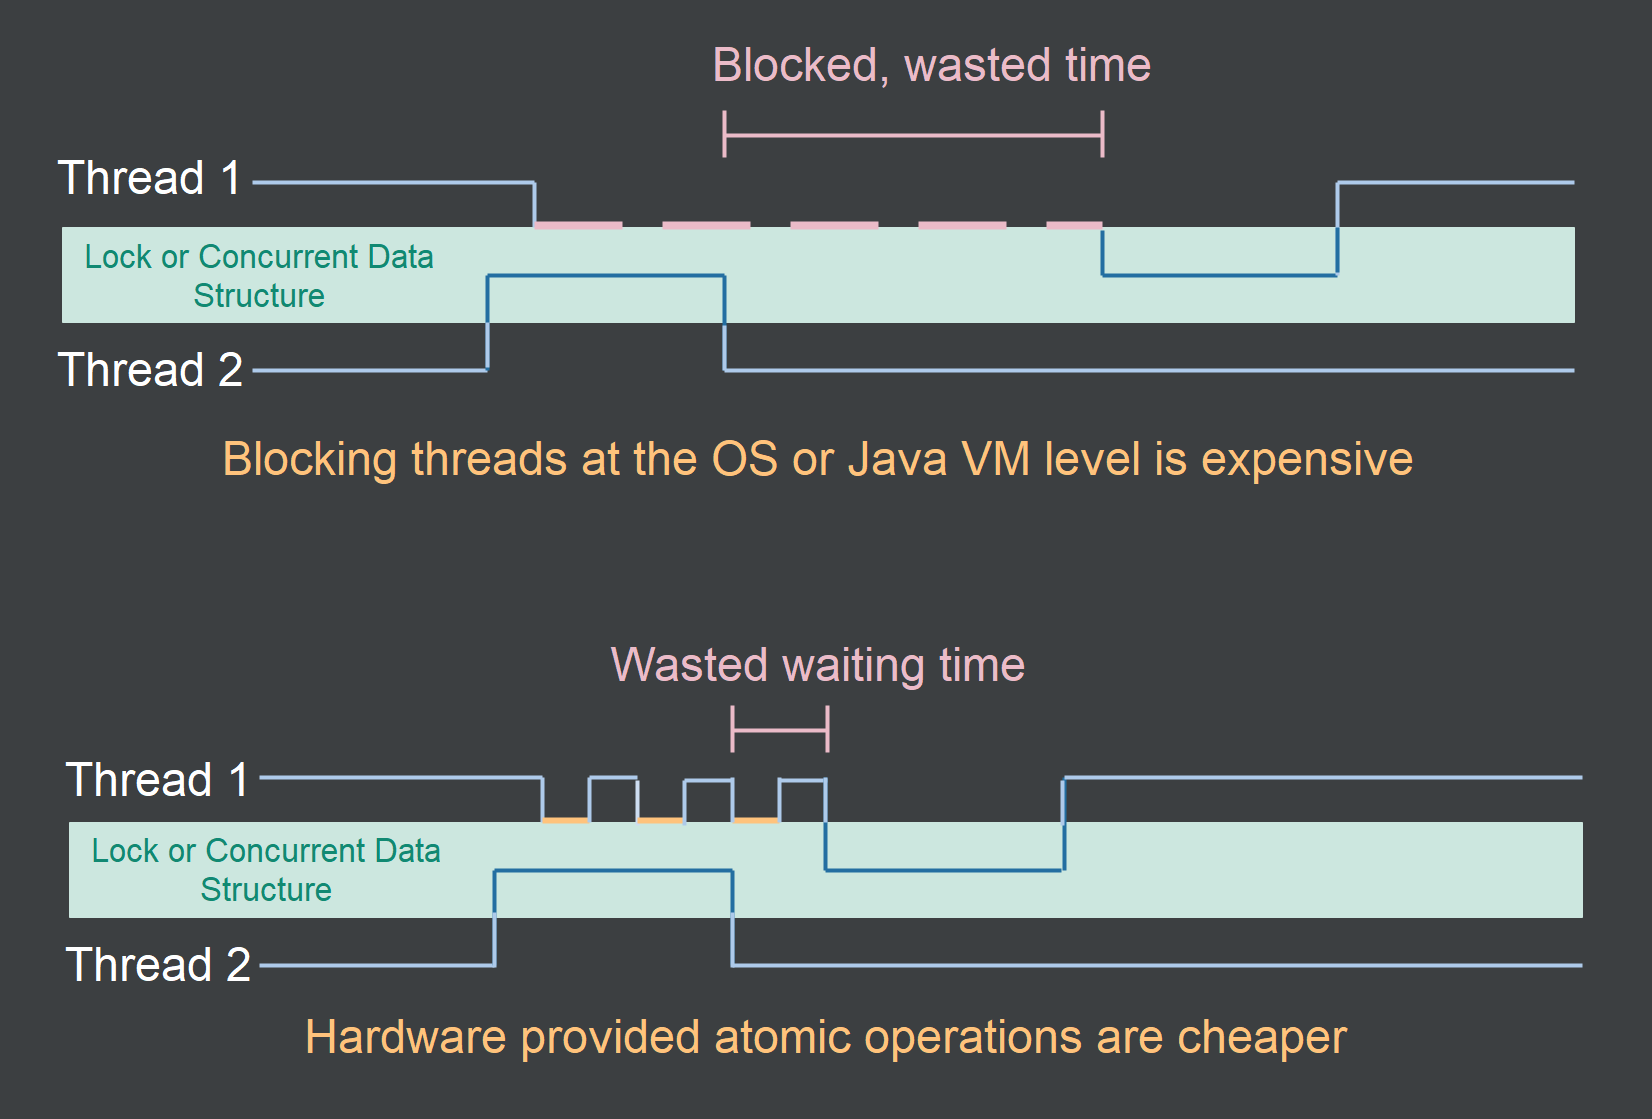 Blocked, wasted time
Thread 1
Lock or Concurrent Data
Structure
Thread 2
Blocking threads at the OS or Java VM level is expensive
Wasted waiting time
Thread 1
Lock or Concurrent Data
Structure
Thread 2
Hardware provided atomic operations are cheaper